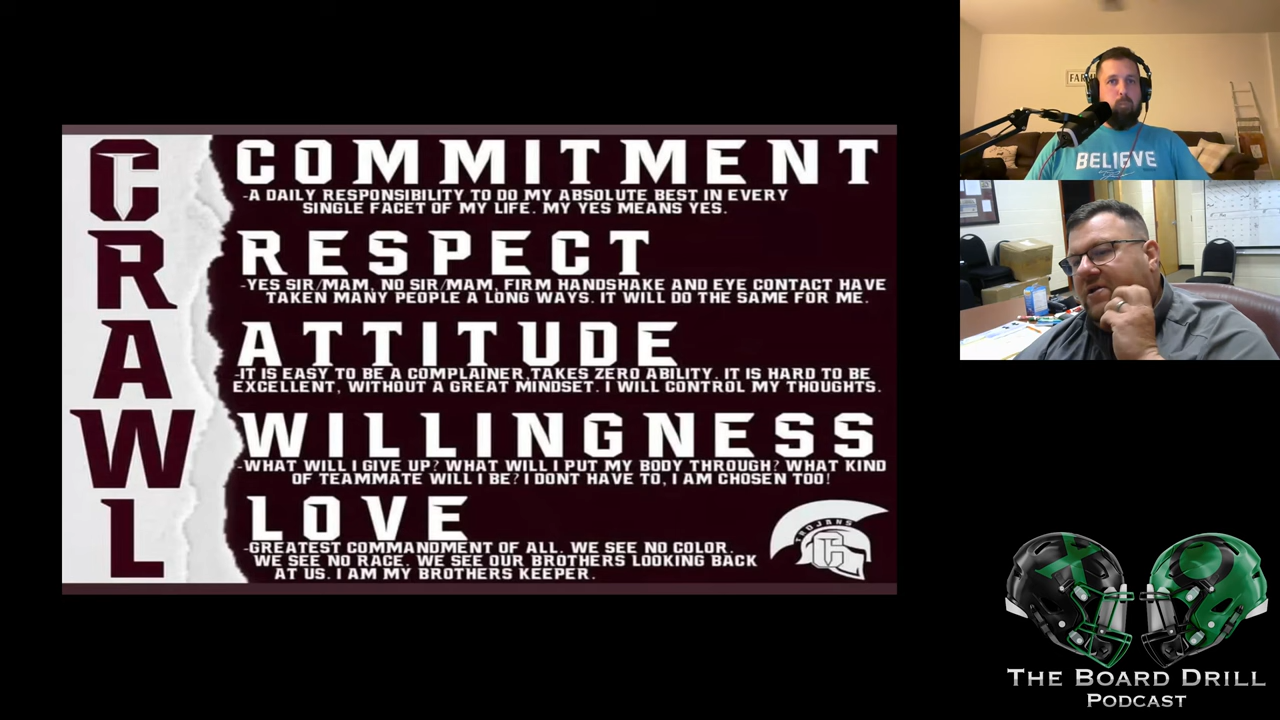 CRAWL
COMMITMENT
-A DAILY RESPONSIBILITY TO DO MY ABSOLUTE BEST IN EVERY
SINGLE FACET OF MY LIFE. MY YES MEANS YES.
RESPECT
-YES SIR/MAM, NO SIR/MAM, FIRM HANDSHAKE AND EYE CONTACT HAVE
TAKEN MANY PEOPLE A LONG WAYS. IT WILL DO THE SAME FOR ME.
ATTITUDE
-IT IS EASY TO BE A COMPLAINER,TAKES ZERO ABILITY. IT IS HARD TO BE
EXCELLENT, WITHOUT A GREAT MINDSET. I WILL CONTROL MY THOUGHTS.
WILLINGNESS
-WHAT WILL I GIVE UP? WHAT WILL I PUT MY BODY THROUGH? WHAT KIND
OF TEAMMATE WILL I BE? I DONT HAVE TO, I AM CHOSEN TOO!
LOVE
-GREATEST COMMANDMENT OF ALL. WE SEE NO COLOR.
WE SEE NO RACE. WE SEE OUR BROTHERS LOOKING BACK
AT US. I AM MY BROTHERS KEEPER.
TROJANS
C
BELIEVE
THE BOARD DRILL
PODCAST